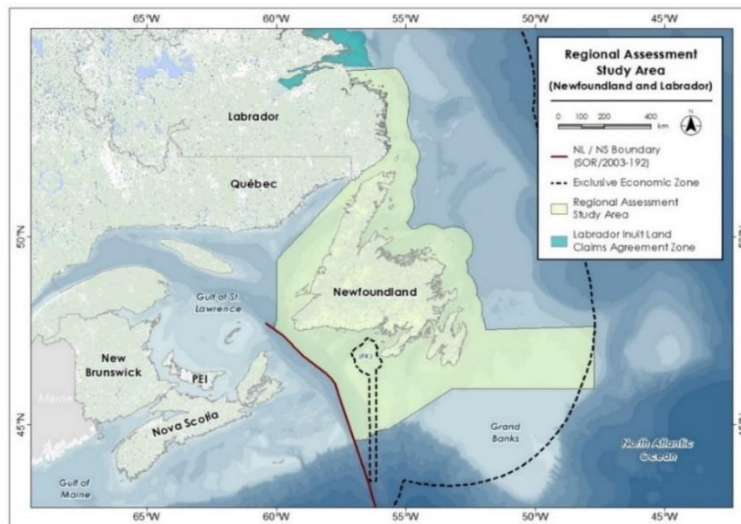 65°W 60°W 55°W 50°W 45°W
Regional Assessment
Study Area
(Newfoundland and Labrador)
0 100 200 400
km
N
NL / NS Boundary
(SOR/2003-192)
Exclusive Economic Zone
Regional Assessment
Study Area
Labrador Inuit Land
Claims Agreement Zone
Labrador
Québec
50°N
Newfoundland
Gulf of St.
Lawrence
(FR.)
New
Brunswick
PEI
Maine
Nova Scotia
45°N
45°N
Grand
Banks
North Atlantic
Ocean
Gulf of
Maine
65°W 60°W 55°W 50°W 45°W